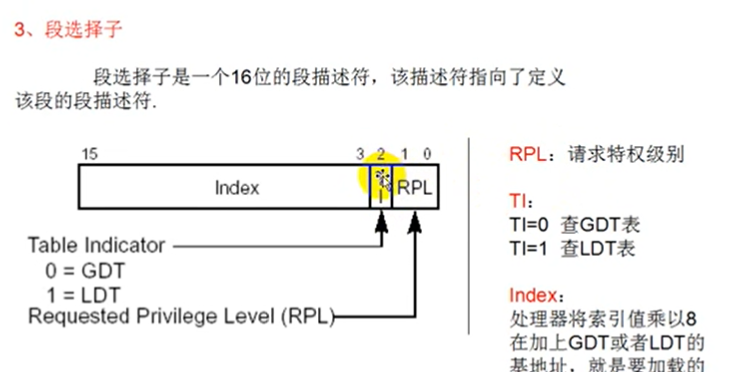 3、段选择子
段选择子是一个16位的段描述符，该描述符指向了定义
该段的段描述符.
15 3 2 1 0
Index RPL
Table Indicator
0 = GDT
1 = LDT
Requested Privilege Level (RPL)
RPL：请求特权级别
TI：
TI=0 查GDT表
TI=1 查LDT表
Index：
处理器将索引值乘以8
在加上GDT或者LDT的
基地址，就是要加载的